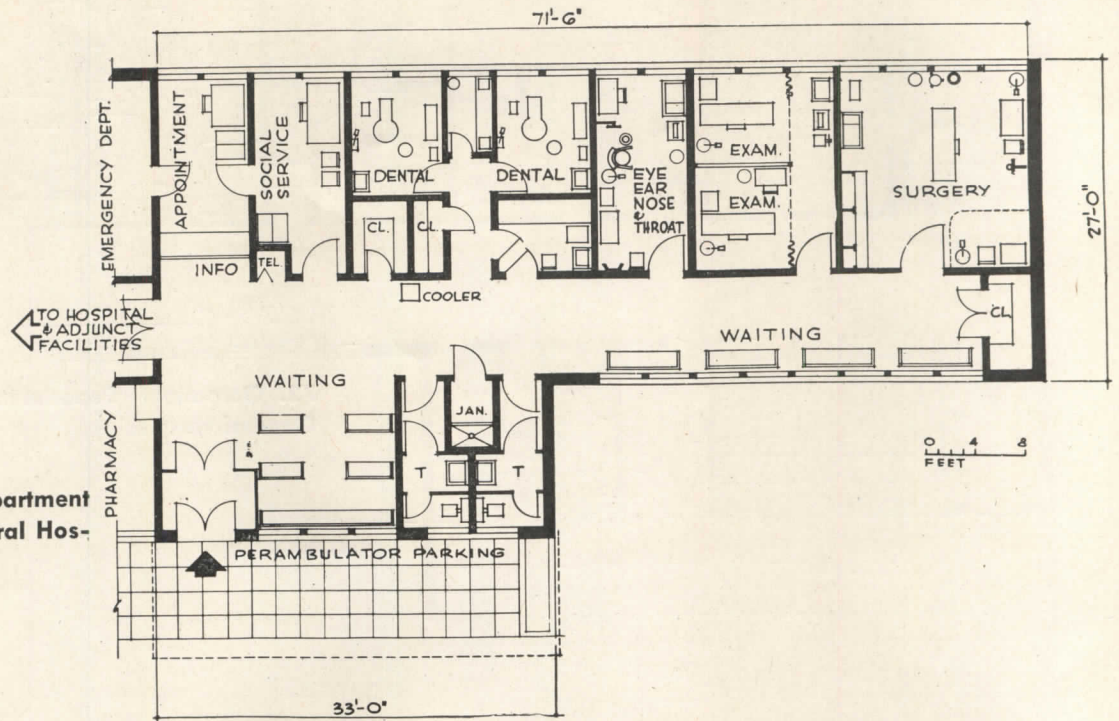 71'-6"
EMERGENCY DEPT.
APPOINTMENT
SOCIAL
SERVICE
DENTAL
DENTAL
EYE
EAR
NOSE
&
THROAT
EXAM.
EXAM.
SURGERY
27'-0"
CL.
CL.
INFO
TEL
COOLER
TO HOSPITAL
& ADJUNCT
FACILITIES
WAITING
CL.
WAITING
JAN.
T
T
0 4 8
FEET
PHARMACY
partment
ral Hos-
PERAMBULATOR PARKING
33'-0"